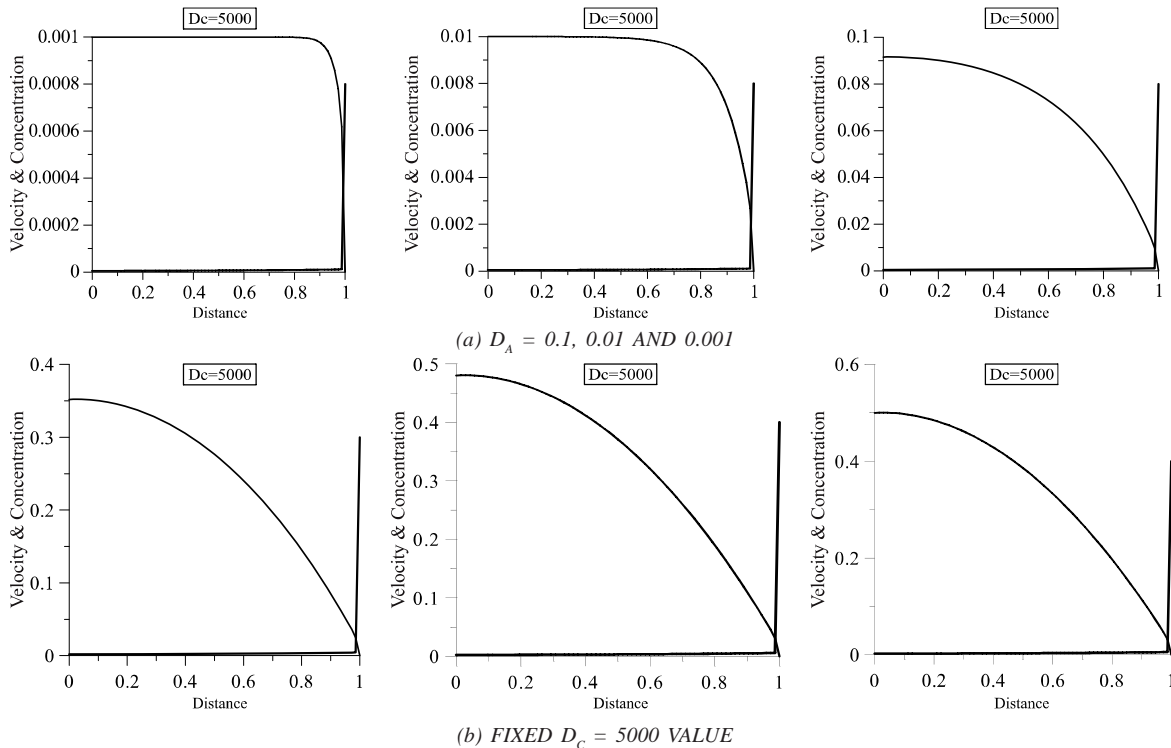 Dc=5000
Velocity & Concentration
0.001
0.0008
0.0006
0.0004
0.0002
0
0 0.2 0.4 0.6 0.8 1
Distance
Dc=5000
Velocity & Concentration
0.01
0.008
0.006
0.004
0.002
0
0 0.2 0.4 0.6 0.8 1
Distance
Dc=5000
Velocity & Concentration
0.1
0.08
0.06
0.04
0.02
0
0 0.2 0.4 0.6 0.8 1
Distance
(a) D_A = 0.1, 0.01 AND 0.001
Dc=5000
Velocity & Concentration
0.4
0.3
0.2
0.1
0
0 0.2 0.4 0.6 0.8 1
Distance
Dc=5000
Velocity & Concentration
0.5
0.4
0.3
0.2
0.1
0
0 0.2 0.4 0.6 0.8 1
Distance
Dc=5000
Velocity & Concentration
0.6
0.4
0.2
0
0 0.2 0.4 0.6 0.8 1
Distance
(b) FIXED D_C = 5000 VALUE